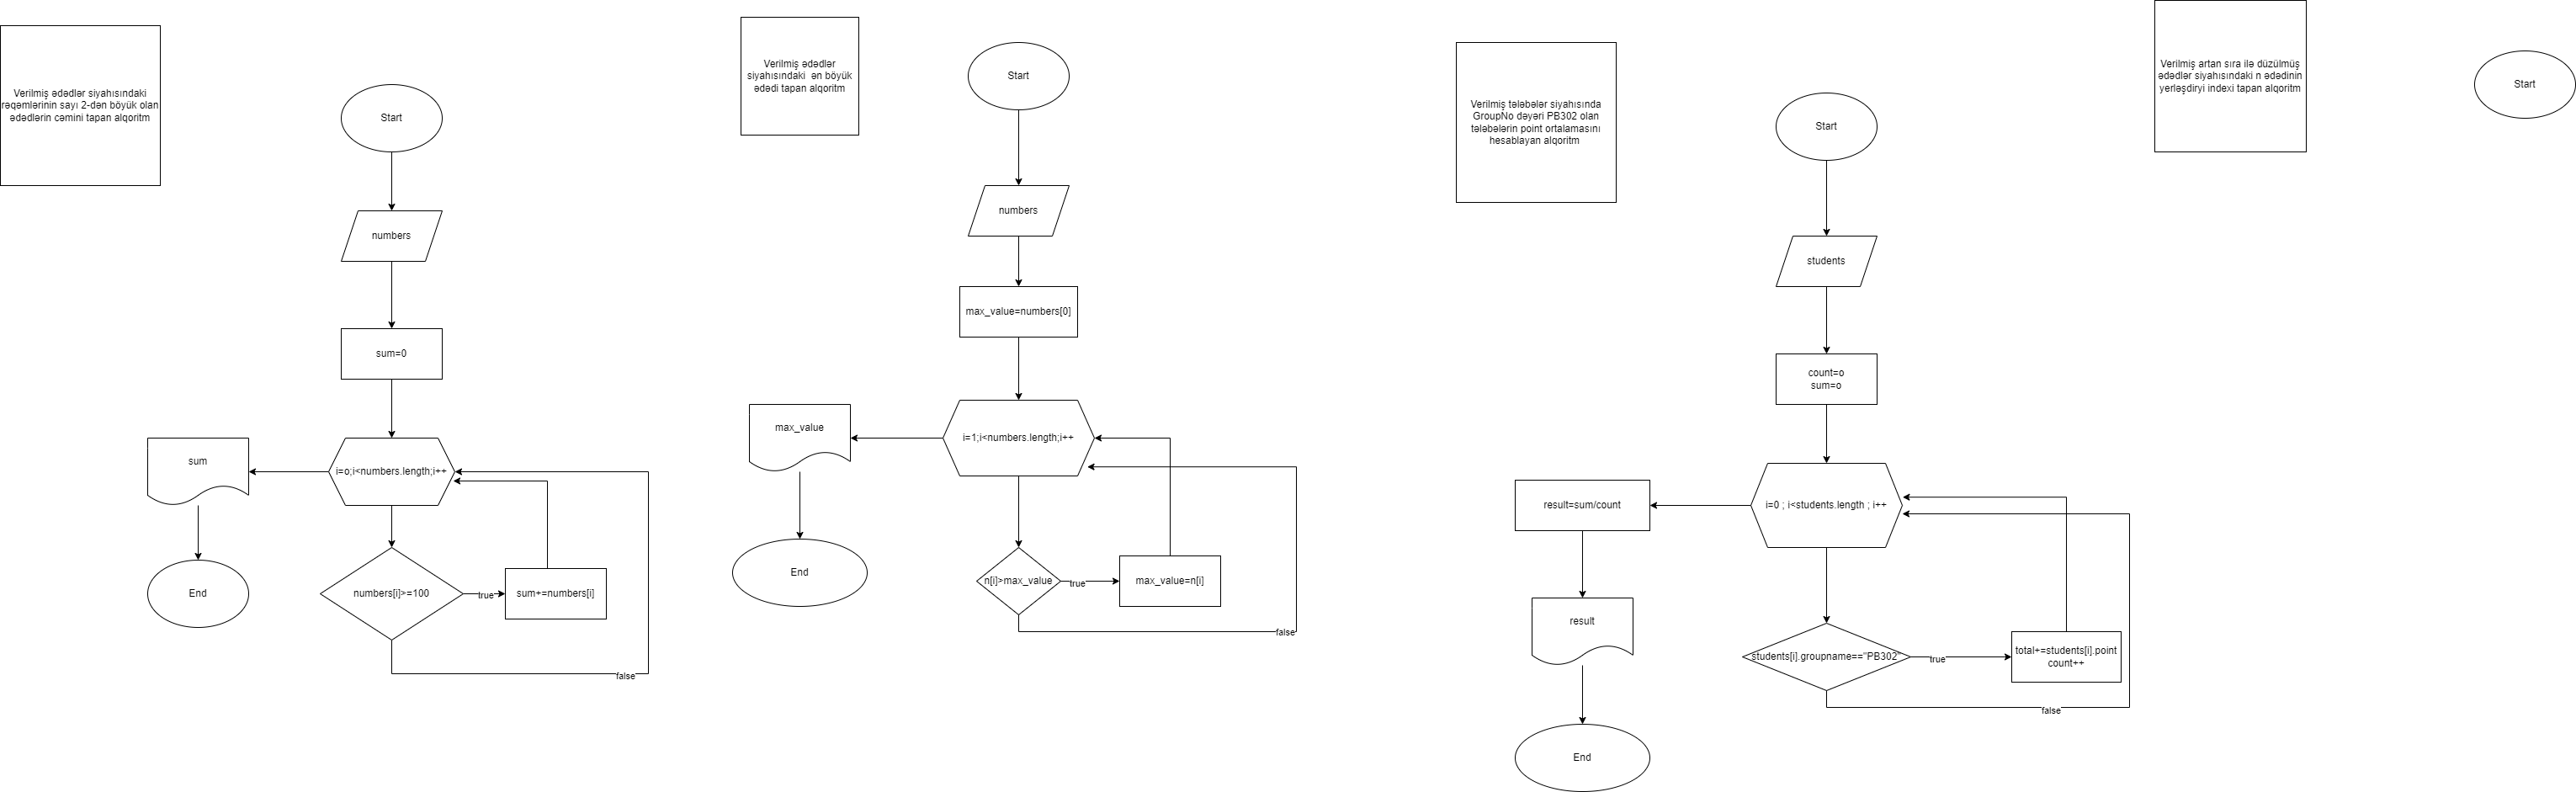 Verilmiş ədədlər siyahısındaki
rəqəmlərinin sayı 2-dən böyük olan
ədədlərin cəmini tapan alqoritm
Start
numbers
sum=0
i=o;i<numbers.length;i++
sum
End
numbers[i]>=100
true
sum+=numbers[i]
false
Verilmiş ədədlər
siyahısındaki  ən böyük
ədədi tapan alqoritm
Start
numbers
max_value=numbers[0]
i=1;i<numbers.length;i++
max_value
End
n[i]>max_value
true
max_value=n[i]
false
Verilmiş tələbələr siyahısında
GroupNo dəyəri PB302 olan
tələbələrin point ortalamasını
hesablayan alqoritm
Start
students
count=o
sum=o
i=0 ; i<students.length ; i++
result=sum/count
result
End
students[i].groupname=="PB302"
true
total+=students[i].point
count++
false
Verilmiş artan sıra ilə düzülmüş
ədədlər siyahısındaki n ədədinin
yerləşdiryi indexi tapan alqoritm
Start